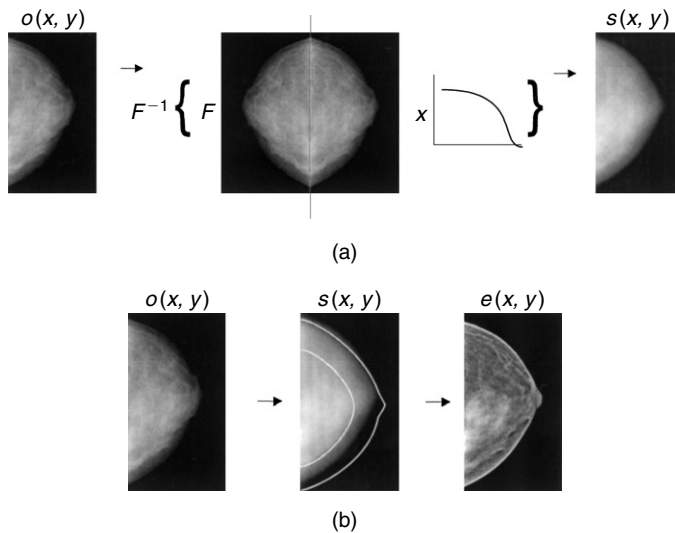 o(x, y)
s(x, y)
F⁻¹ { F
x
}
(a)
o(x, y)
s(x, y)
e(x, y)
(b)